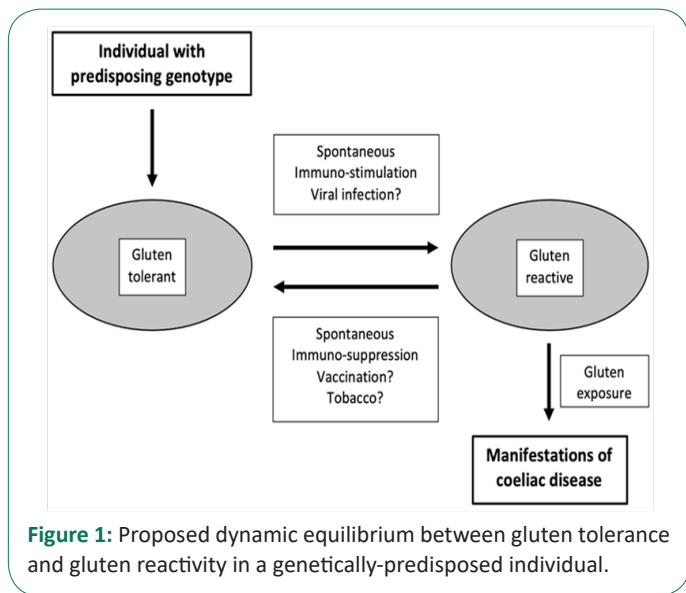 Individual with
predisposing genotype
Spontaneous
Immuno-stimulation
Viral infection?
Gluten
tolerant
Gluten
reactive
Spontaneous
Immuno-suppression
Vaccination?
Tobacco?
Gluten
exposure
Manifestations of
coeliac disease
Figure 1: Proposed dynamic equilibrium between gluten tolerance
and gluten reactivity in a genetically-predisposed individual.